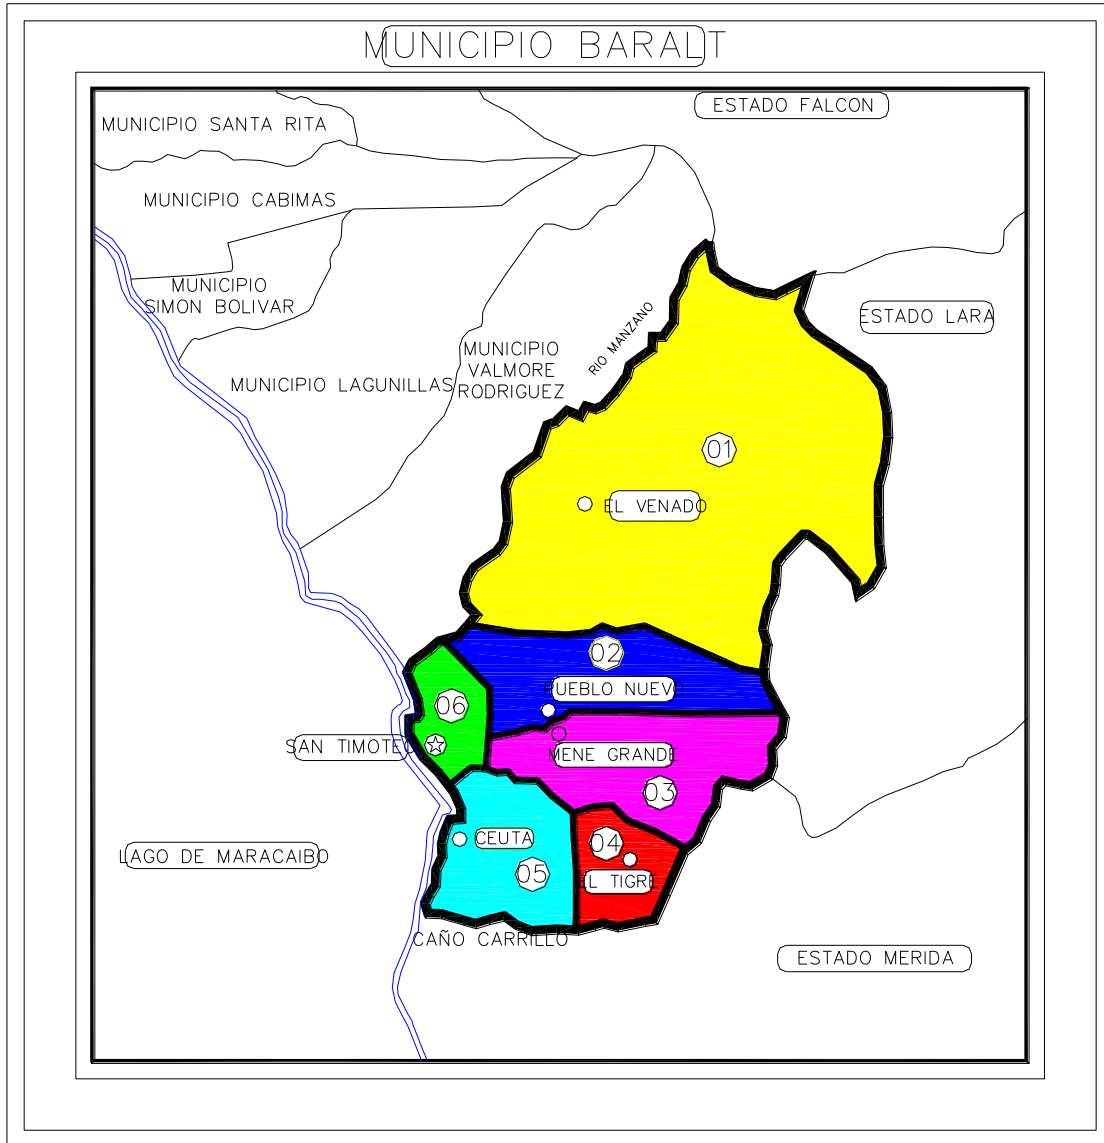 MUNICIPIO BARALT
ESTADO FALCON
MUNICIPIO SANTA RITA
MUNICIPIO CABIMAS
MUNICIPIO
SIMON BOLIVAR
ESTADO LARA
RIO MANZANO
MUNICIPIO
VALMORE
RODRIGUEZ
MUNICIPIO LAGUNILLAS
01
EL VENADO
02
PUEBLO NUEVO
06
SAN TIMOTEO
MENE GRANDE
03
CEUTA
04
LAGO DE MARACAIBO
05
EL TIGRE
CAÑO CARRILLO
ESTADO MERIDA